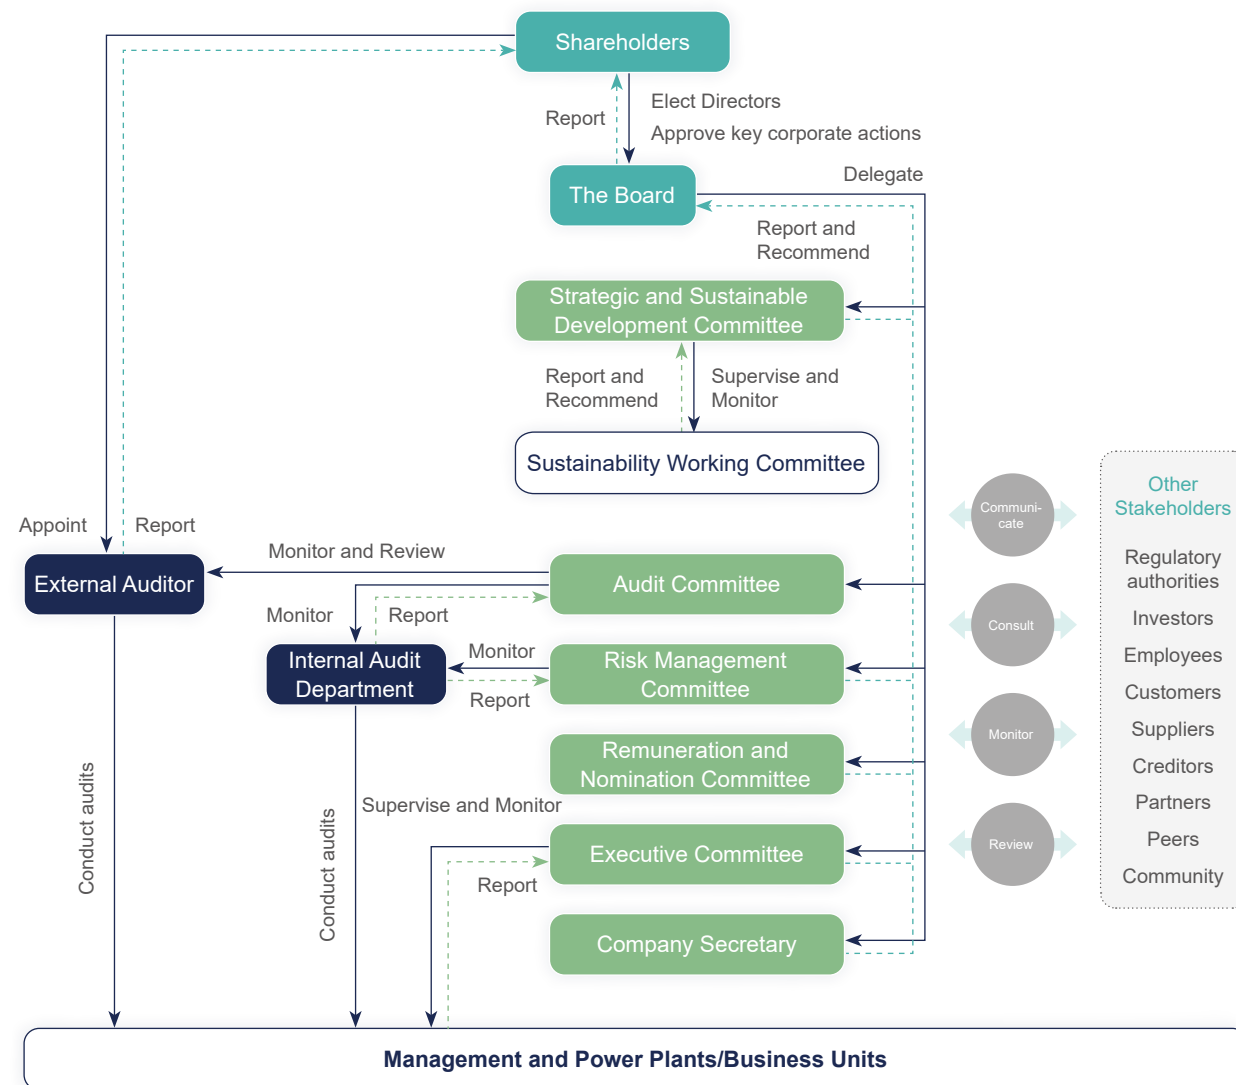 Shareholders
Elect Directors
Report
Approve key corporate actions
Delegate
The Board
Report and
Recommend
Strategic and Sustainable
Development Committee
Report and
Recommend
Supervise and
Monitor
Sustainability Working Committee
Appoint
Report
External Auditor
Monitor and Review
Audit Committee
Monitor
Report
Internal Audit
Department
Monitor
Report
Risk Management
Committee
Remuneration and
Nomination Committee
Supervise and Monitor
Conduct audits
Conduct audits
Executive Committee
Report
Company Secretary
Communi-
cate
Consult
Monitor
Review
Other
Stakeholders
Regulatory
authorities
Investors
Employees
Customers
Suppliers
Creditors
Partners
Peers
Community
Management and Power Plants/Business Units